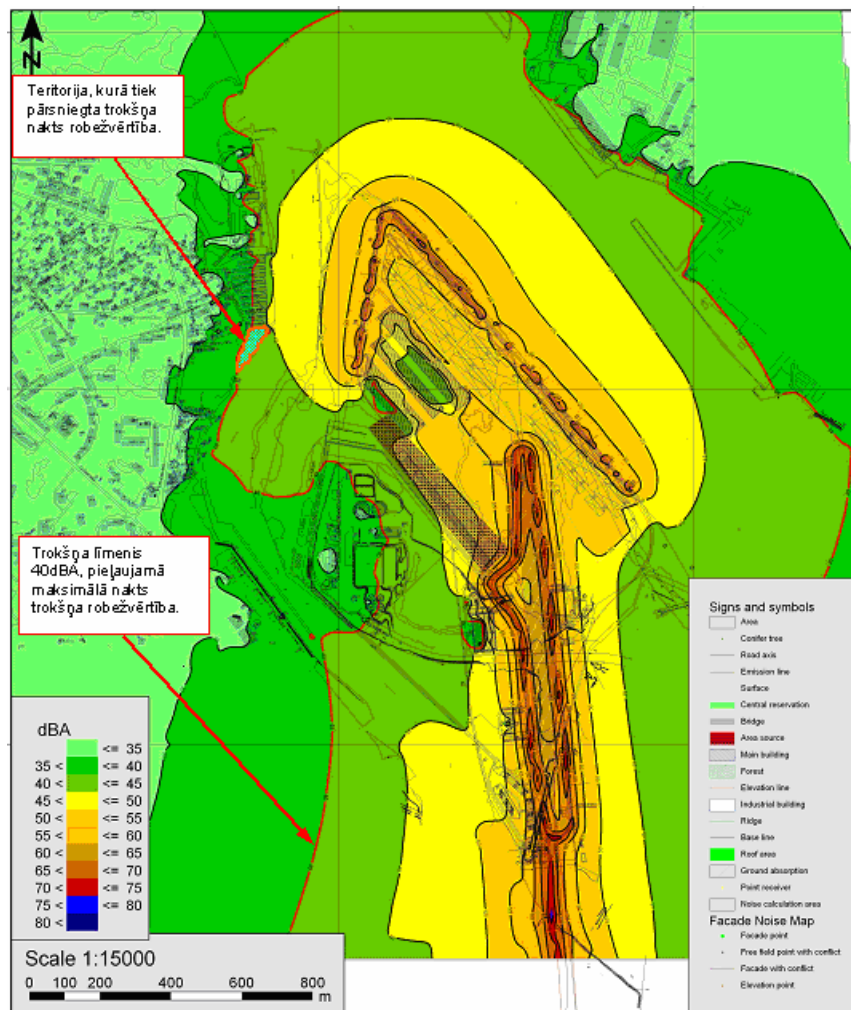 N
Teritorija, kurā tiek
pārsniegta trokšņa
nakts robežvērtība.
Trokšņa līmenis
40dBA, pieļaujamā
maksimālā nakts
trokšņa robežvērtība.
dBA
<= 35
35 < <= 40
40 < <= 45
45 < <= 50
50 < <= 55
55 < <= 60
60 < <= 65
65 < <= 70
70 < <= 75
75 < <= 80
80 <
Scale 1:15000
0 100 200 400 600 800
m
Signs and symbols
Area
Conifer tree
Road axis
Emission line
Surface
Central reservation
Bridge
Area source
Main building
Forest
Elevation line
Industrial building
Ridge
Base line
Roof area
Ground absorption
Point receiver
Noise calculation area
Facade Noise Map
Facade point
Free field point with conflict
Facade with conflict
Elevation point